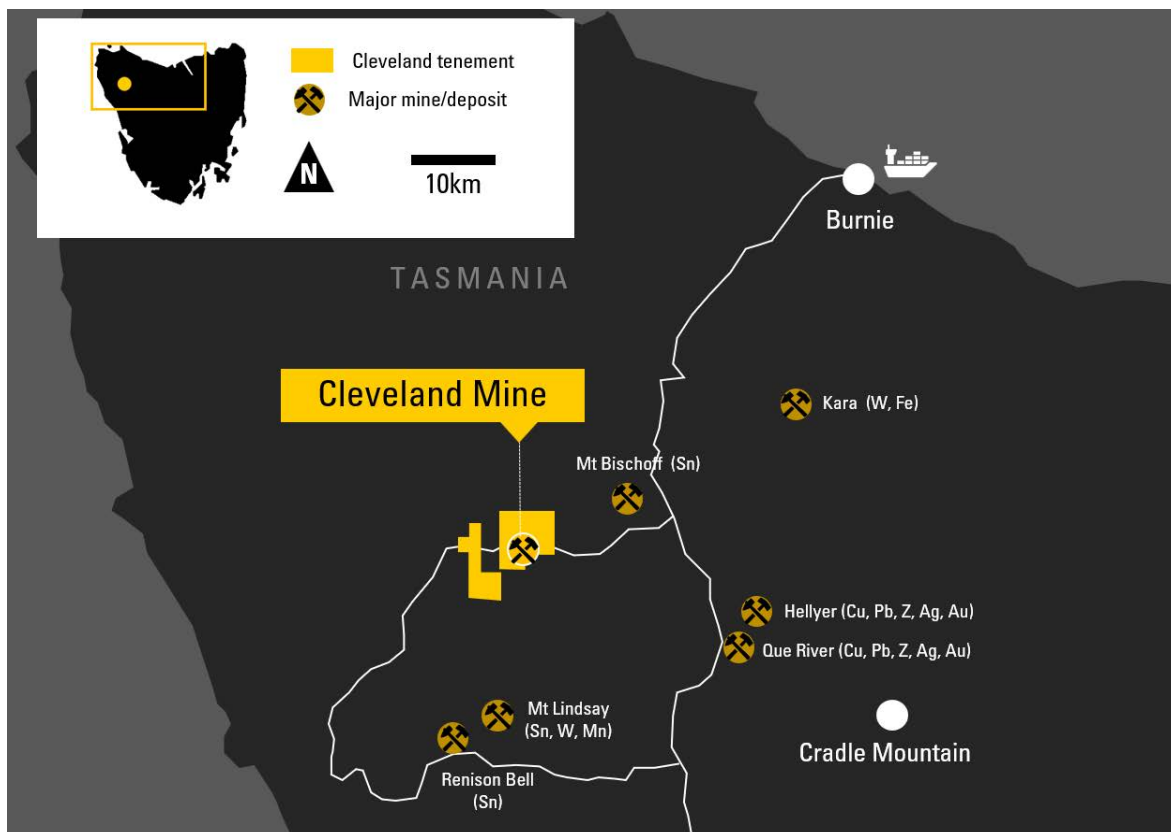 Cleveland tenement
Major mine/deposit
N
10km
Burnie
TASMANIA
Cleveland Mine
Kara (W, Fe)
Mt Bischoff (Sn)
Hellyer (Cu, Pb, Z, Ag, Au)
Que River (Cu, Pb, Z, Ag, Au)
Mt Lindsay
(Sn, W, Mn)
Cradle Mountain
Renison Bell
(Sn)